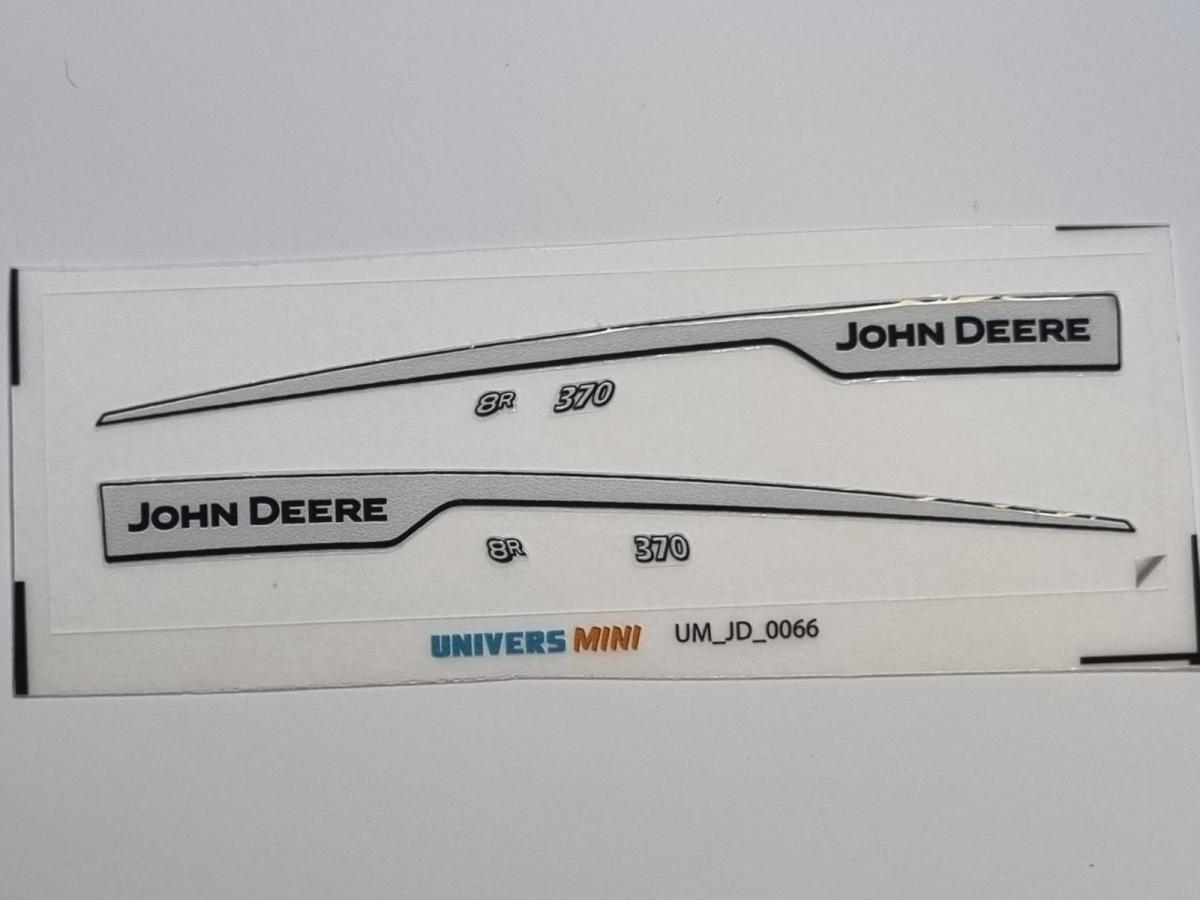 JOHN DEERE
8R 370
JOHN DEERE
8R 370
UNIVERS MINI UM_JD_0066